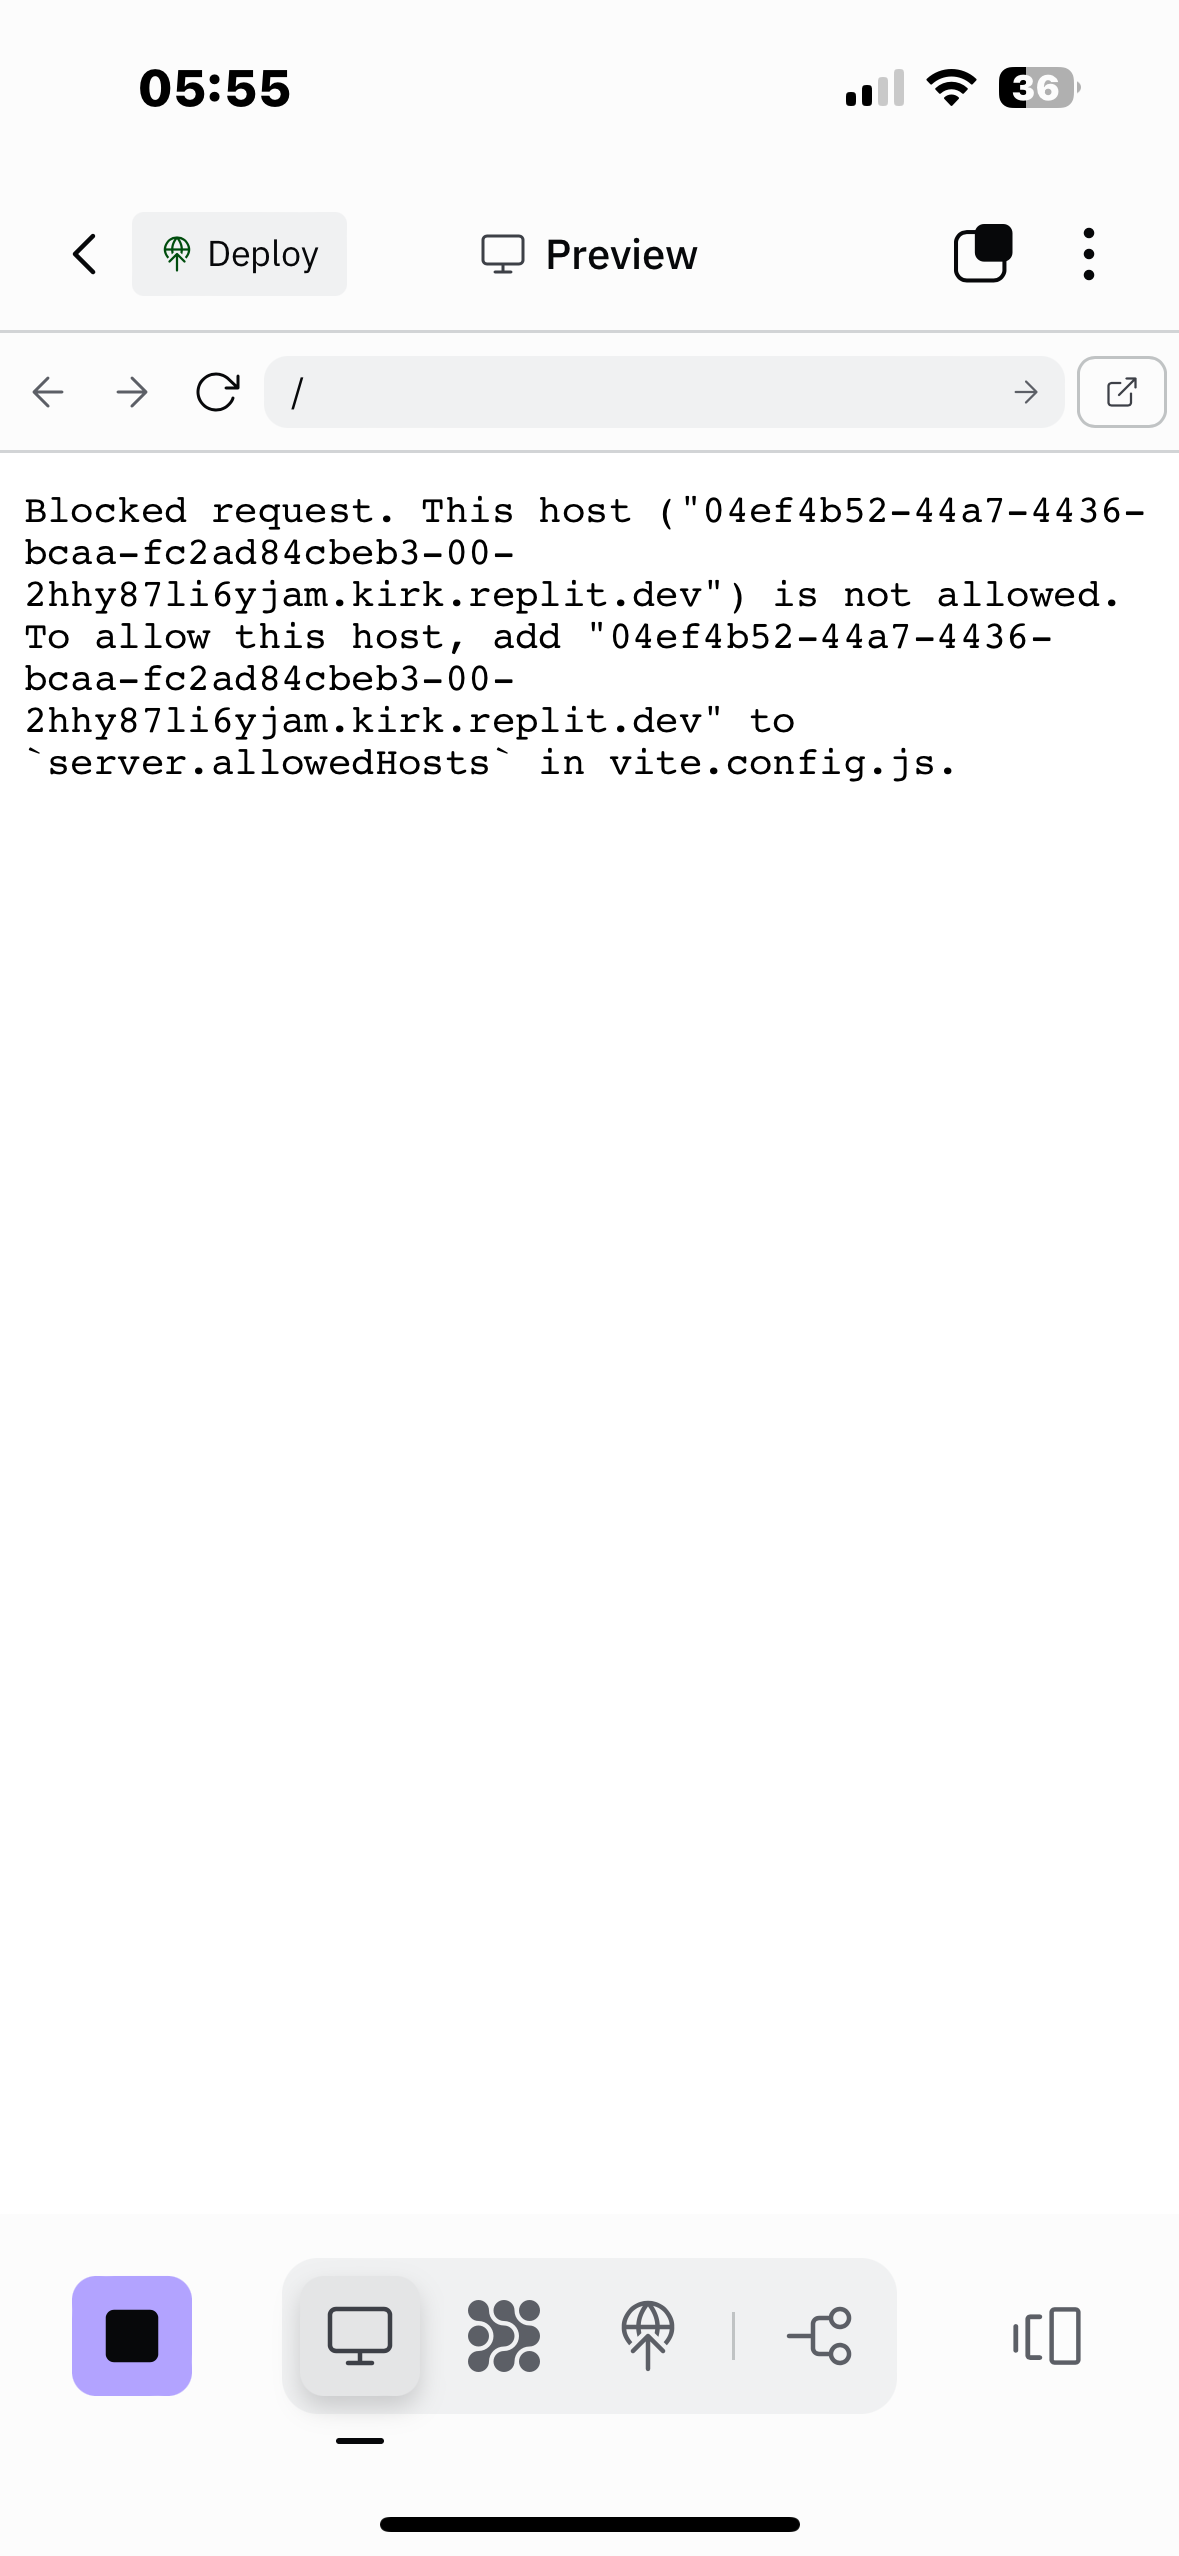 05:55
36
Deploy
Preview
/
Blocked request. This host ("04ef4b52-44a7-4436-
bcaa-fc2ad84cbeb3-00-
2hhy87li6yjam.kirk.replit.dev") is not allowed.
To allow this host, add "04ef4b52-44a7-4436-
bcaa-fc2ad84cbeb3-00-
2hhy87li6yjam.kirk.replit.dev" to
`server.allowedHosts` in vite.config.js.